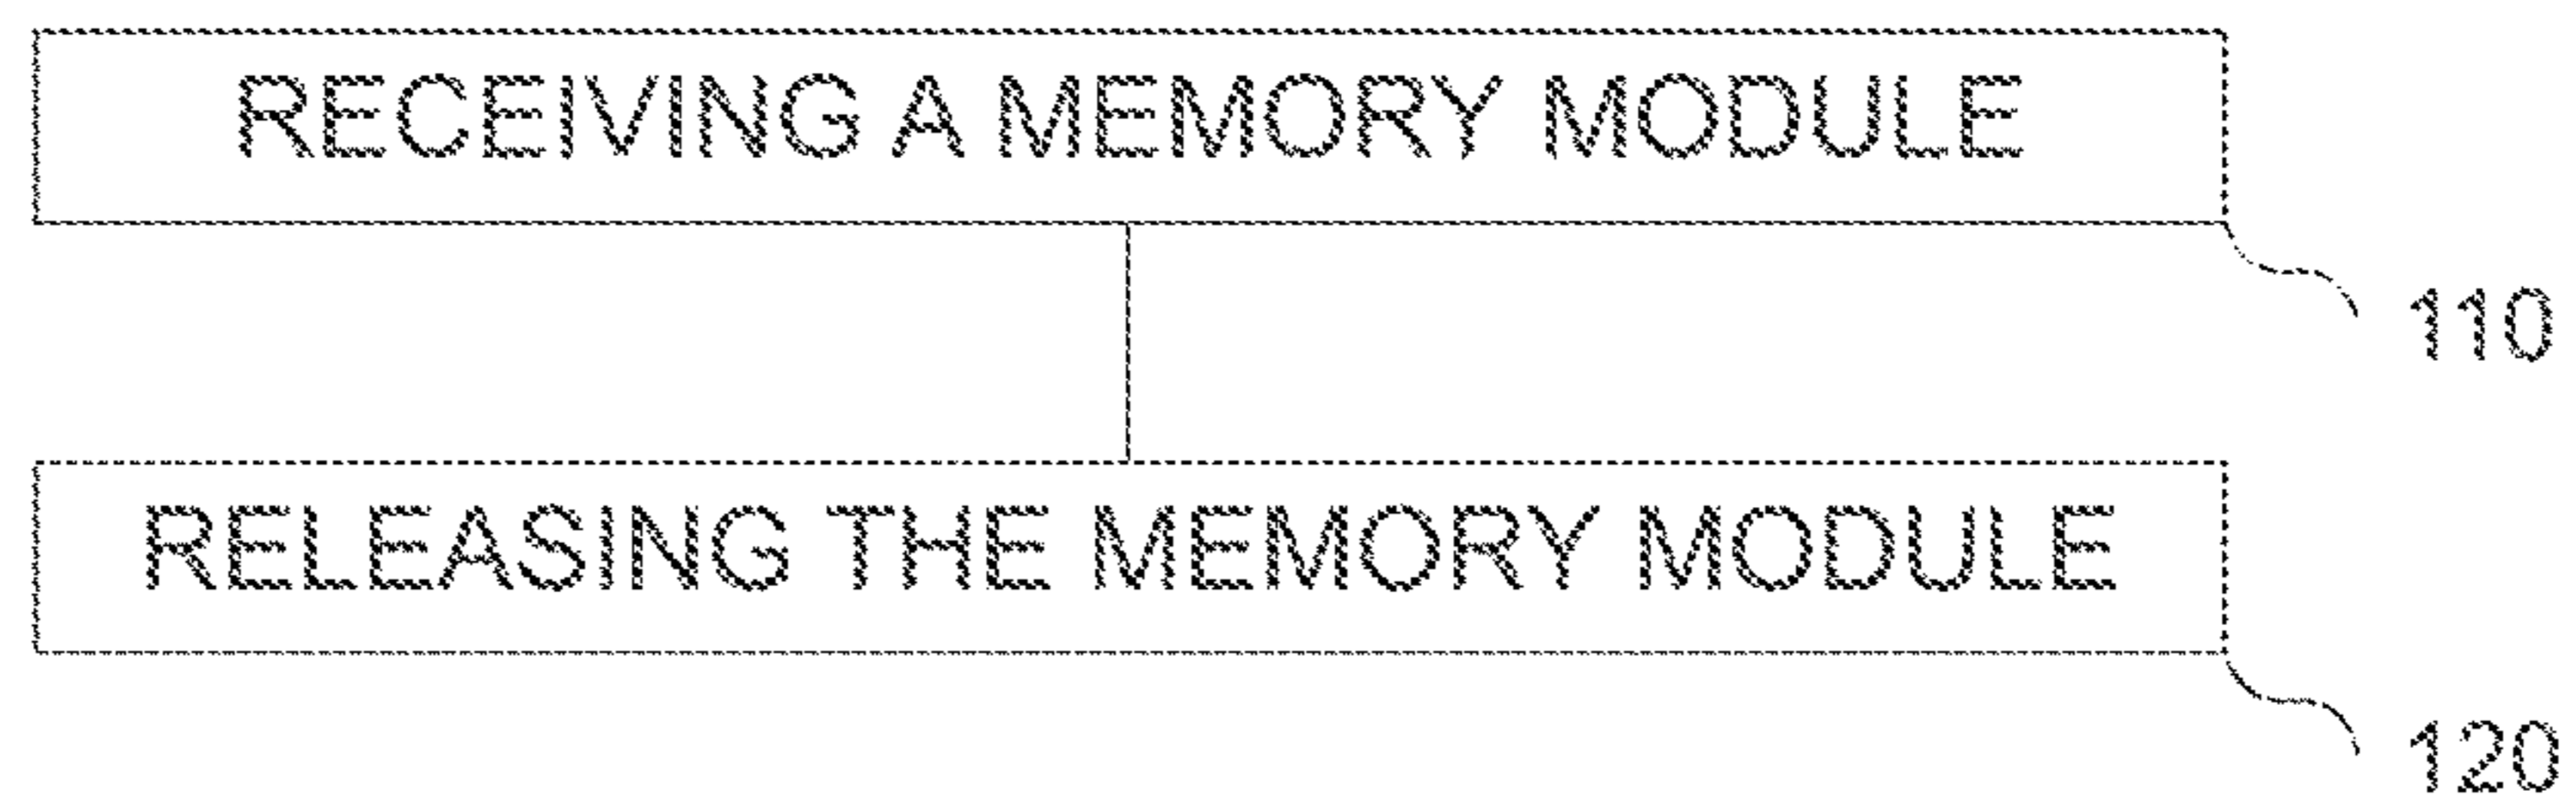 RECEIVING A MEMORY MODULE
110
RELEASING THE MEMORY MODULE
120